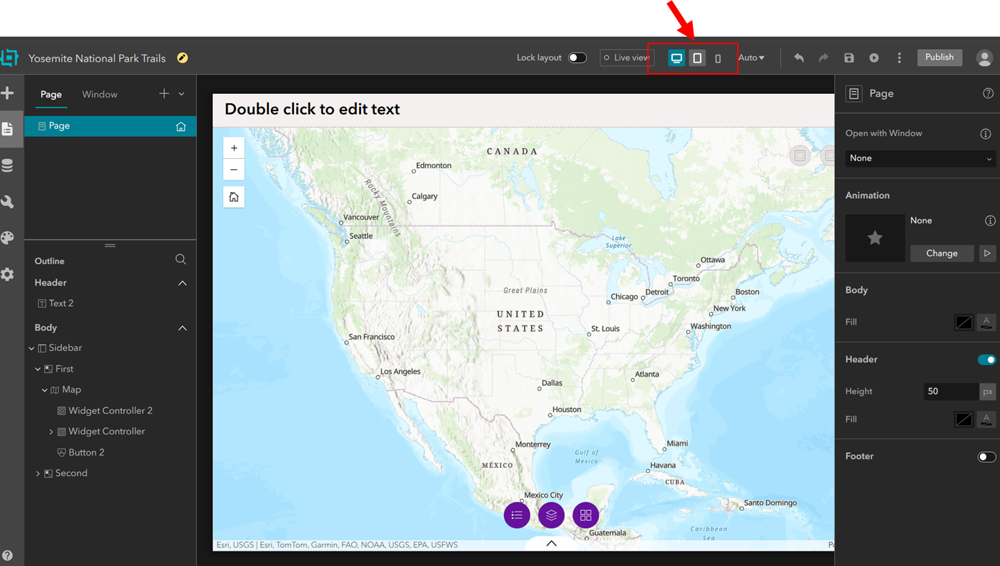 Yosemite National Park Trails
Lock layout
Live view
Auto
Publish
Page
Window
Page
Outline
Header
Text 2
Body
Sidebar
First
Map
Widget Controller 2
Widget Controller
Button 2
Second
Double click to edit text
CANADA
Edmonton
Rocky Mountains
Calgary
Vancouver
Seattle
Lake
Superior
Ottawa
Toronto
Great Plains
Chicago
Detroit
Boston
New York
UNITED
STATES
St. Louis
Washington
San Francisco
Los Angeles
Atlanta
Dallas
Houston
Monterrey
Gulf of
Mexico
Miami
MÉXICO
Havana
CUBA
Mexico City
Santo Domingo
Guatemala
Caribbean
Sea
Esri, USGS | Esri, TomTom, Garmin, FAO, NOAA, USGS, EPA, USFWS
Page
Open with Window
None
Animation
None
Change
Body
Fill
A
Header
Height
50
px
Fill
A
Footer